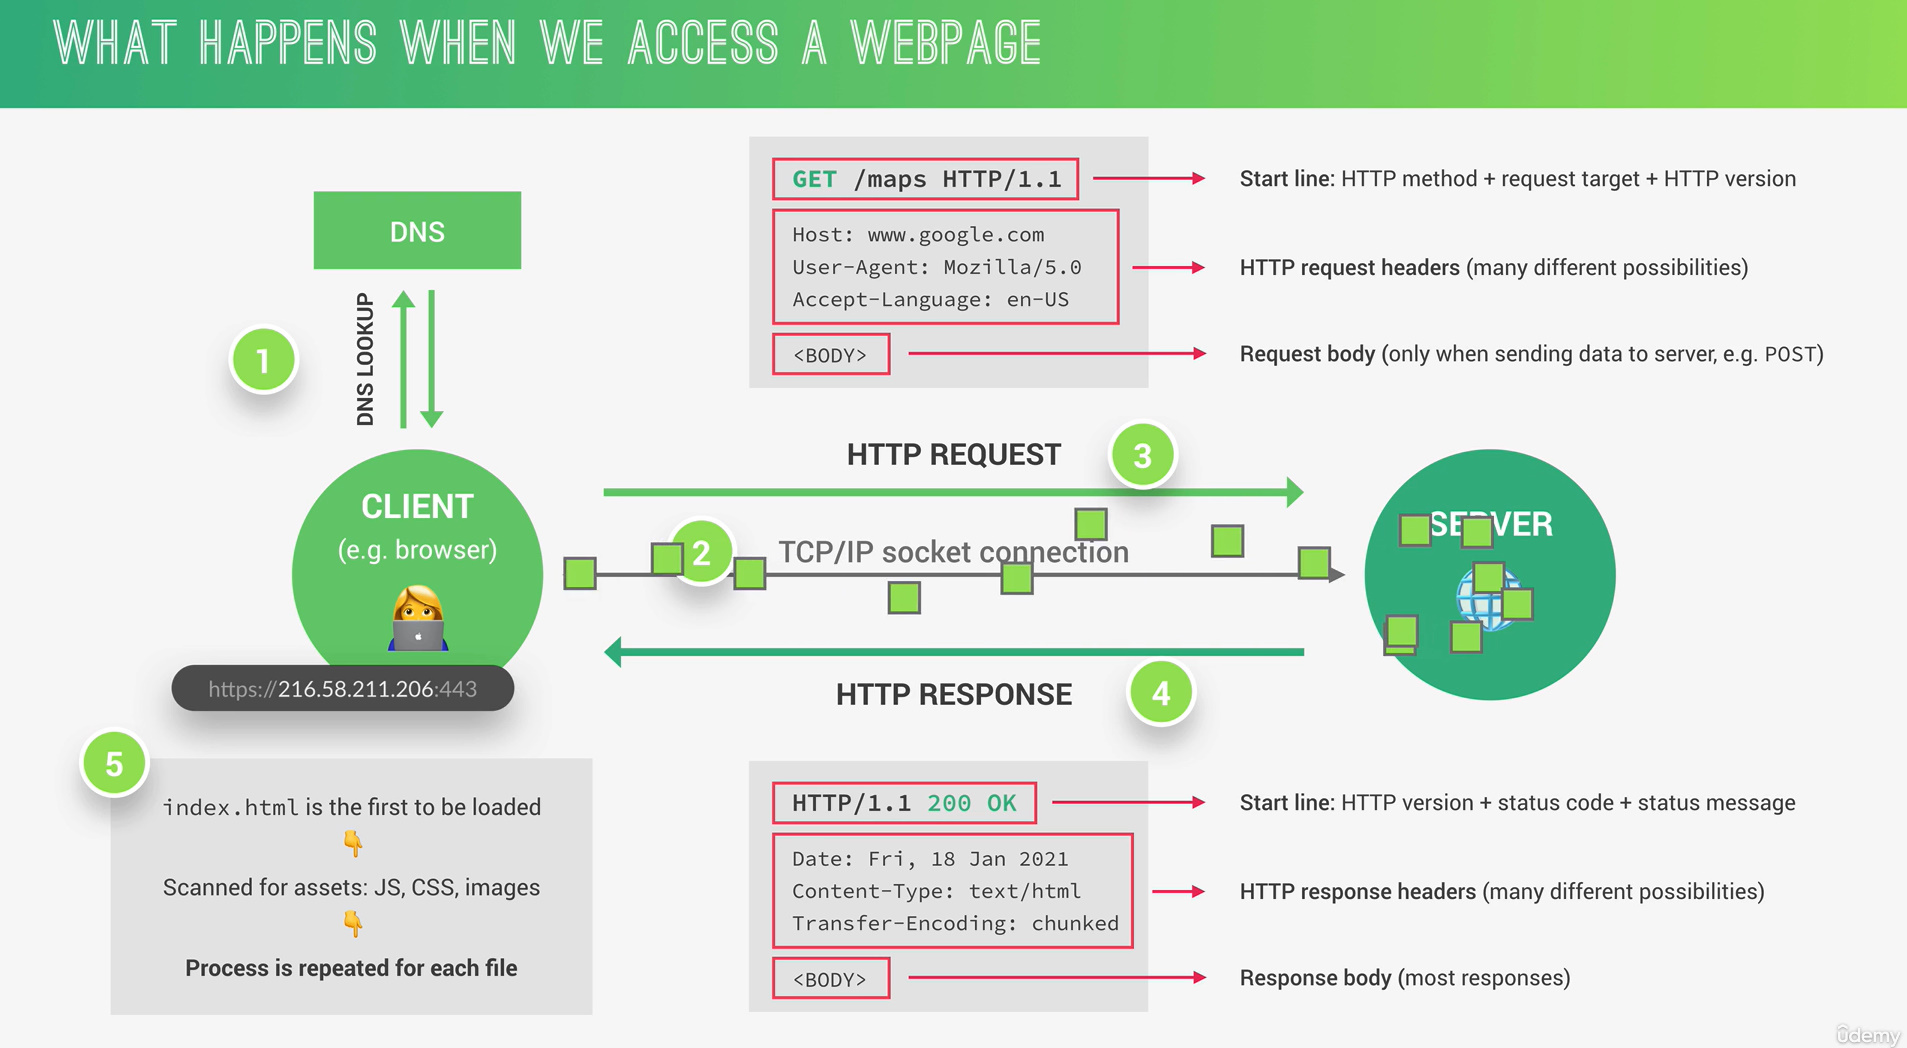 WHAT HAPPENS WHEN WE ACCESS A WEBPAGE
GET /maps HTTP/1.1
Start line: HTTP method + request target + HTTP version
Host: www.google.com
User-Agent: Mozilla/5.0
Accept-Language: en-US
HTTP request headers (many different possibilities)
<BODY>
Request body (only when sending data to server, e.g. POST)
DNS
1
DNS LOOKUP
HTTP REQUEST
3
CLIENT
(e.g. browser)
2
TCP/IP socket connection
SERVER
https://216.58.211.206:443
HTTP RESPONSE
4
5
index.html is the first to be loaded
Scanned for assets: JS, CSS, images
Process is repeated for each file
HTTP/1.1 200 OK
Start line: HTTP version + status code + status message
Date: Fri, 18 Jan 2021
Content-Type: text/html
Transfer-Encoding: chunked
HTTP response headers (many different possibilities)
<BODY>
Response body (most responses)
ûdemy